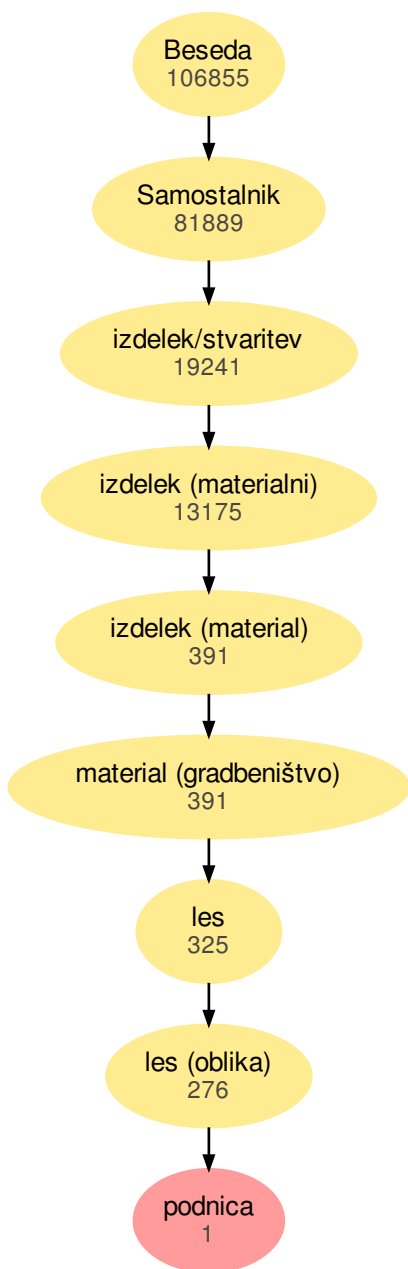 Beseda
106855
Samostalnik
81889
izdelek/stvaritev
19241
izdelek (materialni)
13175
izdelek (material)
391
material (gradbeništvo)
391
les
325
les (oblika)
276
podnica
1